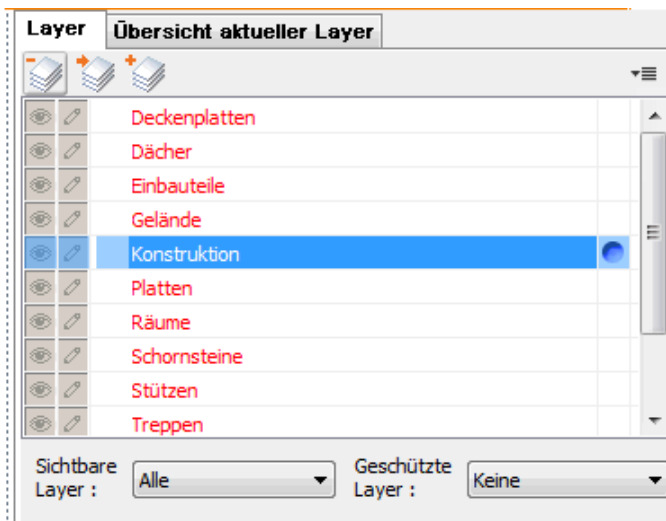 Layer Übersicht aktueller Layer
Deckenplatten
Dächer
Einbauteile
Gelände
Konstruktion
Platten
Räume
Schornsteine
Stützen
Treppen
Sichtbare Layer : Alle Geschützte Layer : Keine